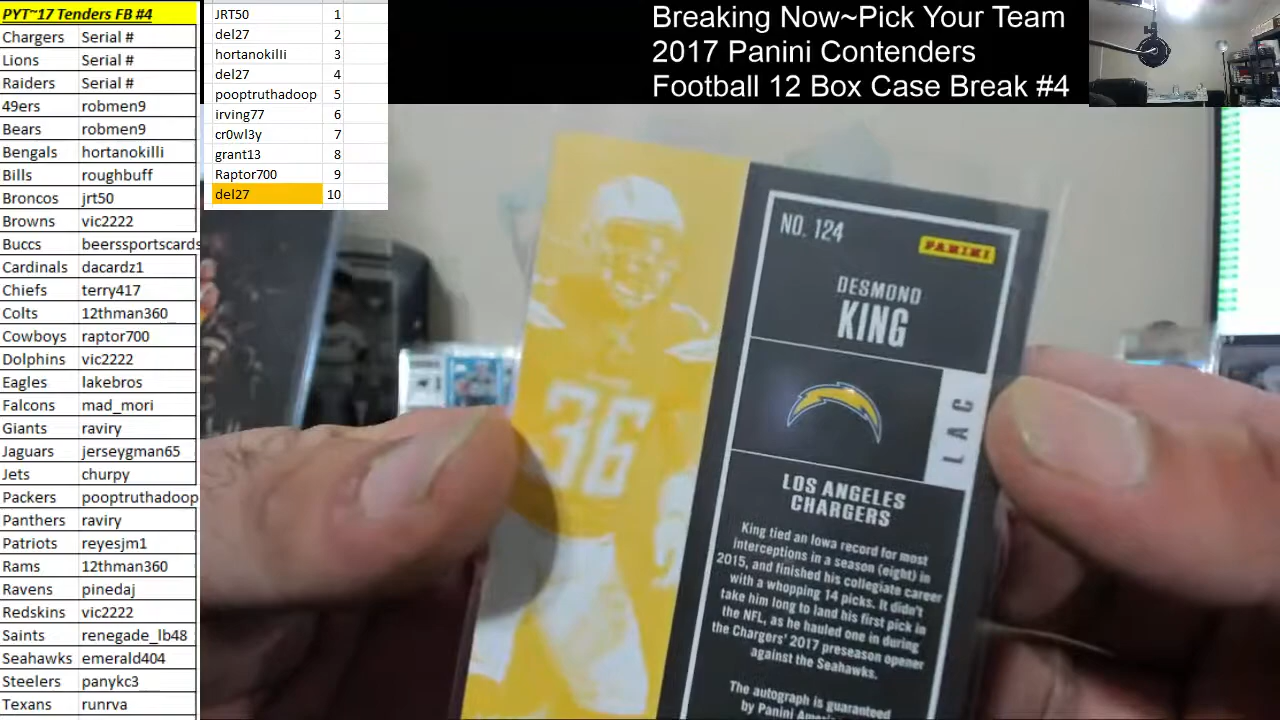 PYT~17 Tenders FB #4
Chargers Serial #
Lions Serial #
Raiders Serial #
49ers robmen9
Bears robmen9
Bengals hortanokilli
Bills roughbuff
Broncos jrt50
Browns vic2222
Buccs beerssportscards
Cardinals dacardz1
Chiefs terry417
Colts 12thman360
Cowboys raptor700
Dolphins vic2222
Eagles lakebros
Falcons mad_mori
Giants raviry
Jaguars jerseygman65
Jets churpy
Packers pooptruthadoop
Panthers raviry
Patriots reyesjm1
Rams 12thman360
Ravens pinedaj
Redskins vic2222
Saints renegade_lb48
Seahawks emerald404
Steelers panykc3
Texans runrva
JRT50 1
del27 2
hortanokilli 3
del27 4
pooptruthadoop 5
irving77 6
cr0wl3y 7
grant13 8
Raptor700 9
del27 10
Breaking Now~Pick Your Team
2017 Panini Contenders
Football 12 Box Case Break #4
NO. 124
PANINI
DESMOND
KING
LAC
LOS ANGELES
CHARGERS
King tied an Iowa record for most
interceptions in a season (eight) in
2015, and finished his collegiate career
with a whopping 14 picks. It didn't
take him long to land his first pick in
the NFL, as he hauled one in during
the Chargers' 2017 preseason opener
against the Seahawks.
The autograph is guaranteed
by Panini
36